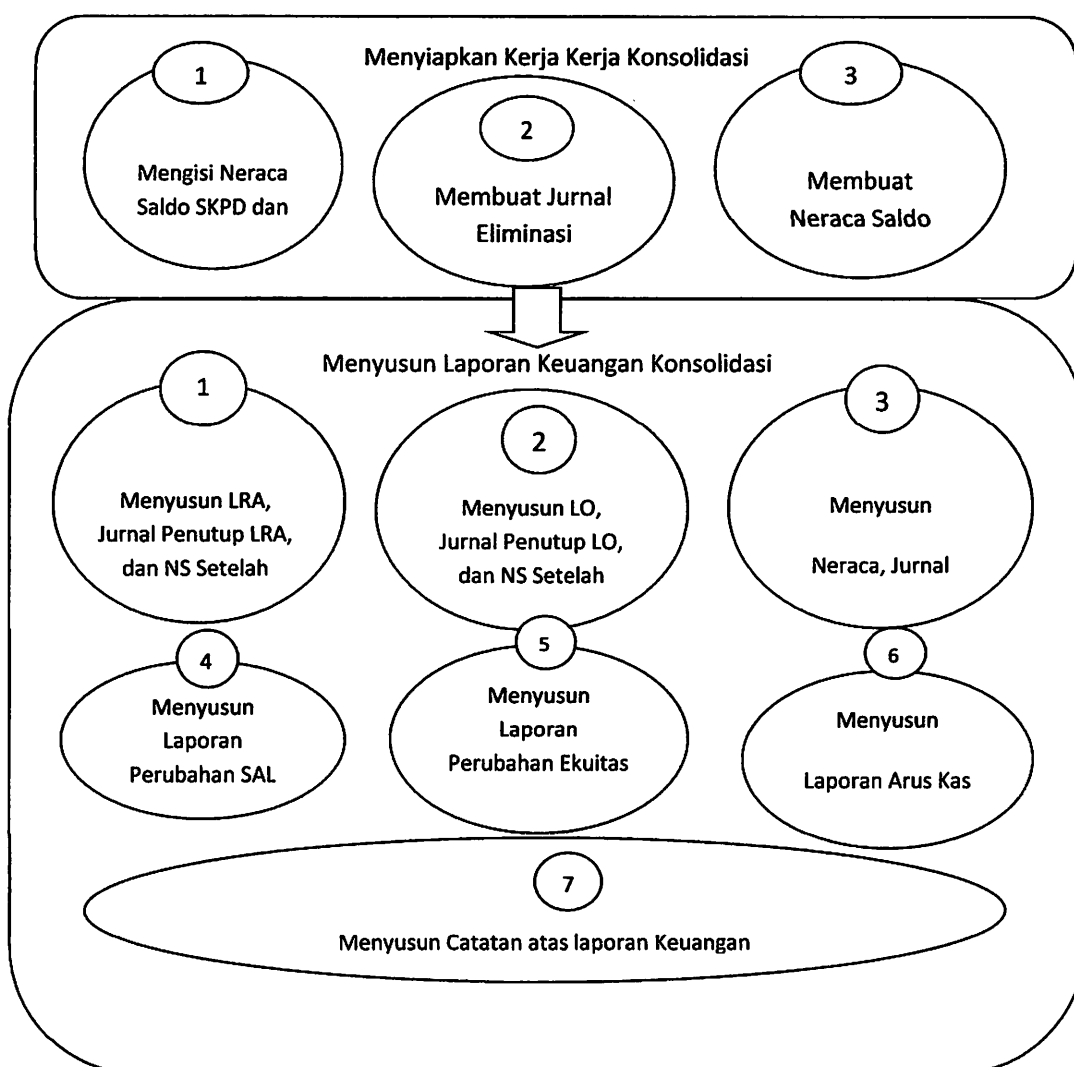 Menyiapkan Kerja Kerja Konsolidasi
1
Mengisi Neraca
Saldo SKPD dan
2
Membuat Jurnal
Eliminasi
3
Membuat
Neraca Saldo
Menyusun Laporan Keuangan Konsolidasi
1
Menyusun LRA,
Jurnal Penutup LRA,
dan NS Setelah
2
Menyusun LO,
Jurnal Penutup LO,
dan NS Setelah
3
Menyusun
Neraca, Jurnal
4
Menyusun
Laporan
Perubahan SAL
5
Menyusun
Laporan
Perubahan Ekuitas
6
Menyusun
Laporan Arus Kas
7
Menyusun Catatan atas laporan Keuangan